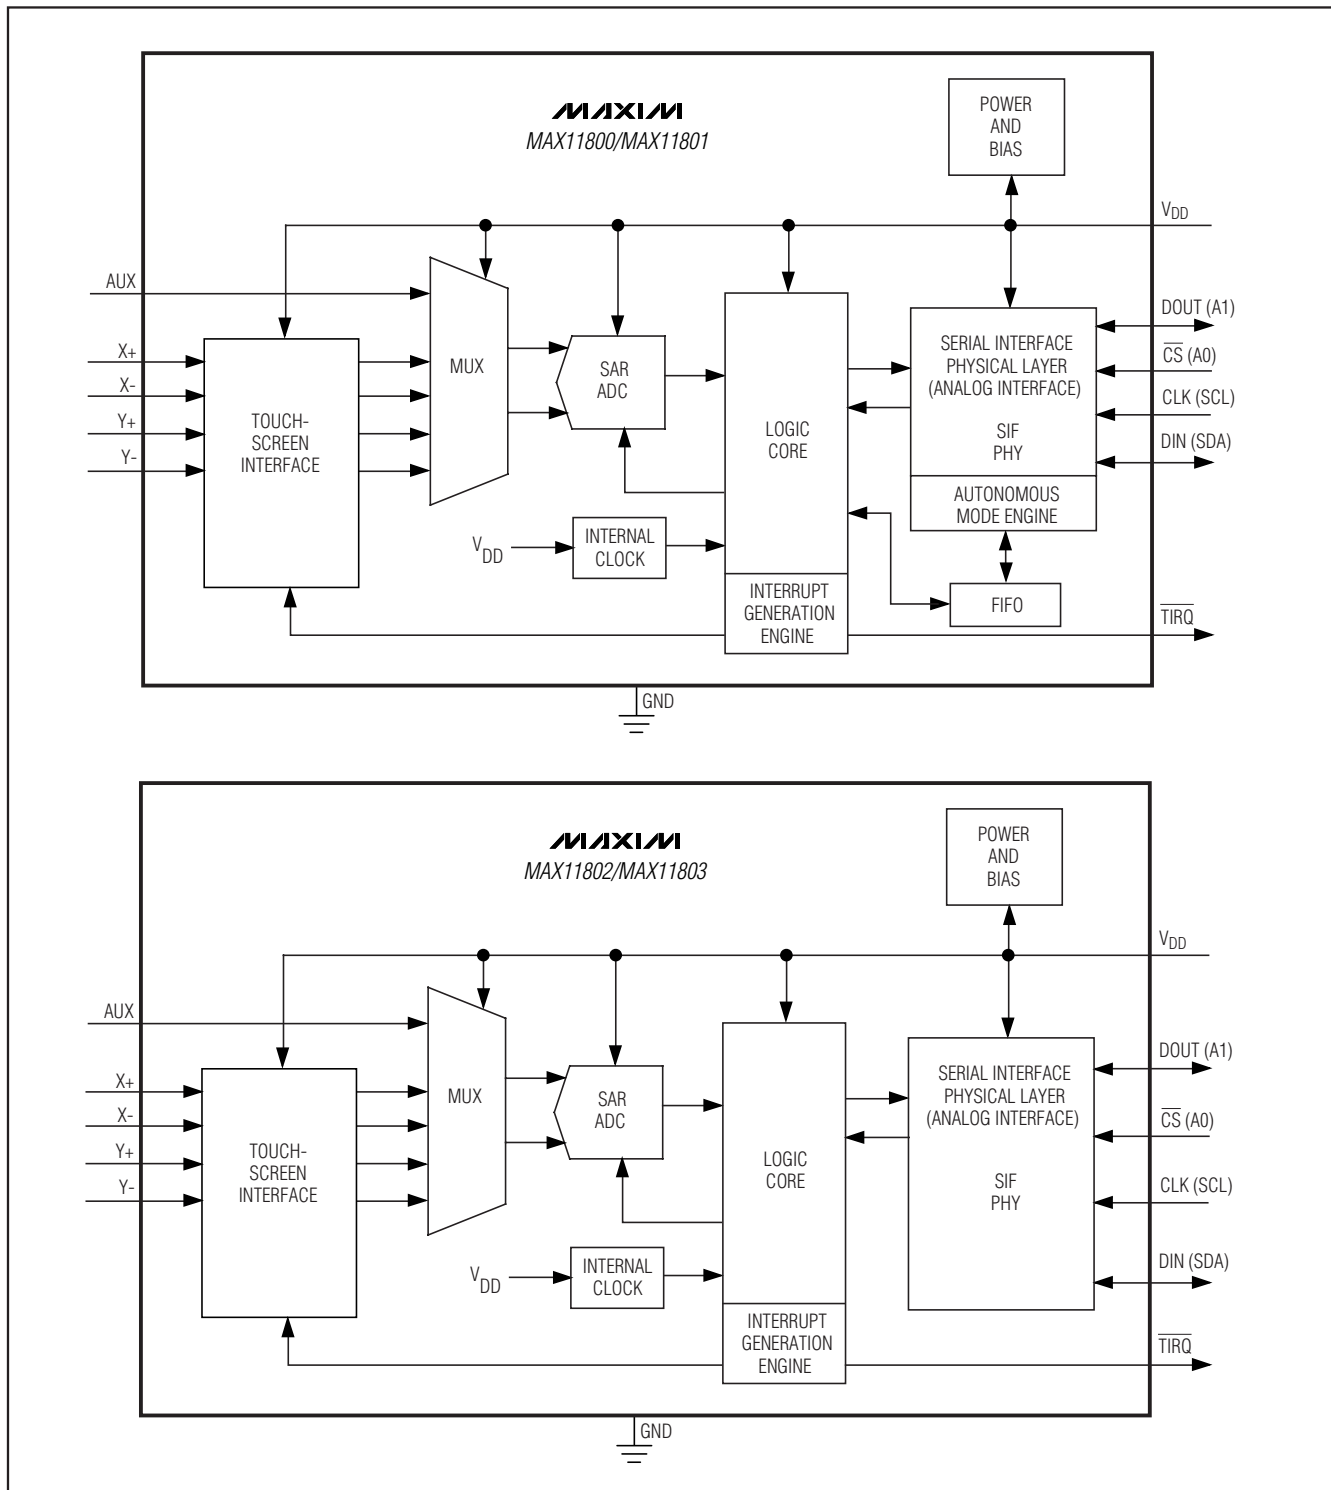 MAXIM
MAX11800/MAX11801
POWER
AND
BIAS
VDD
AUX
X+
X-
Y+
Y-
TOUCH-
SCREEN
INTERFACE
MUX
SAR
ADC
LOGIC
CORE
SERIAL INTERFACE
PHYSICAL LAYER
(ANALOG INTERFACE)
SIF
PHY
AUTONOMOUS
MODE ENGINE
FIFO
DOUT (A1)
CS (A0)
CLK (SCL)
DIN (SDA)
VDD
INTERNAL
CLOCK
INTERRUPT
GENERATION
ENGINE
TIRQ
GND
MAXIM
MAX11802/MAX11803
POWER
AND
BIAS
VDD
AUX
X+
X-
Y+
Y-
TOUCH-
SCREEN
INTERFACE
MUX
SAR
ADC
LOGIC
CORE
SERIAL INTERFACE
PHYSICAL LAYER
(ANALOG INTERFACE)
SIF
PHY
DOUT (A1)
CS (A0)
CLK (SCL)
DIN (SDA)
VDD
INTERNAL
CLOCK
INTERRUPT
GENERATION
ENGINE
TIRQ
GND